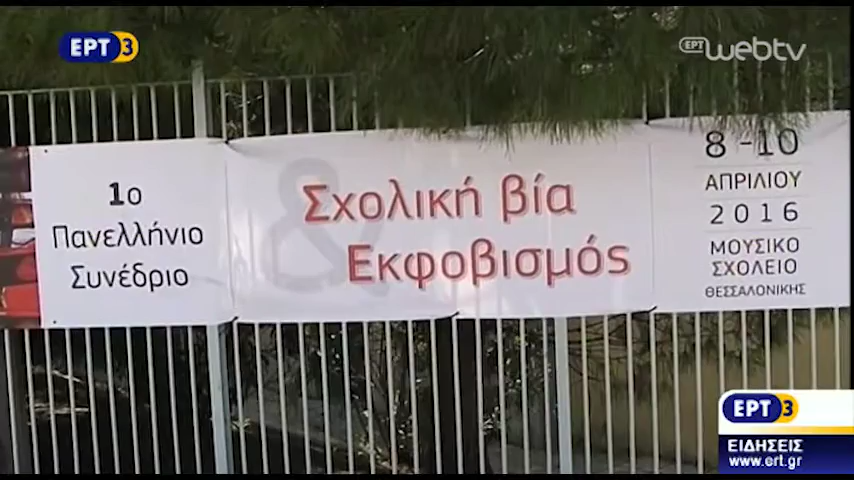 ΕΡΤ3
ΕΡΤ webtv
1ο
Πανελλήνιο
Συνέδριο
&
Σχολική βία
Εκφοβισμός
8 - 10
ΑΠΡΙΛΙΟΥ
2016
ΜΟΥΣΙΚΟ
ΣΧΟΛΕΙΟ
ΘΕΣΣΑΛΟΝΙΚΗΣ
ΕΡΤ3
ΕΙΔΗΣΕΙΣ
www.ert.gr